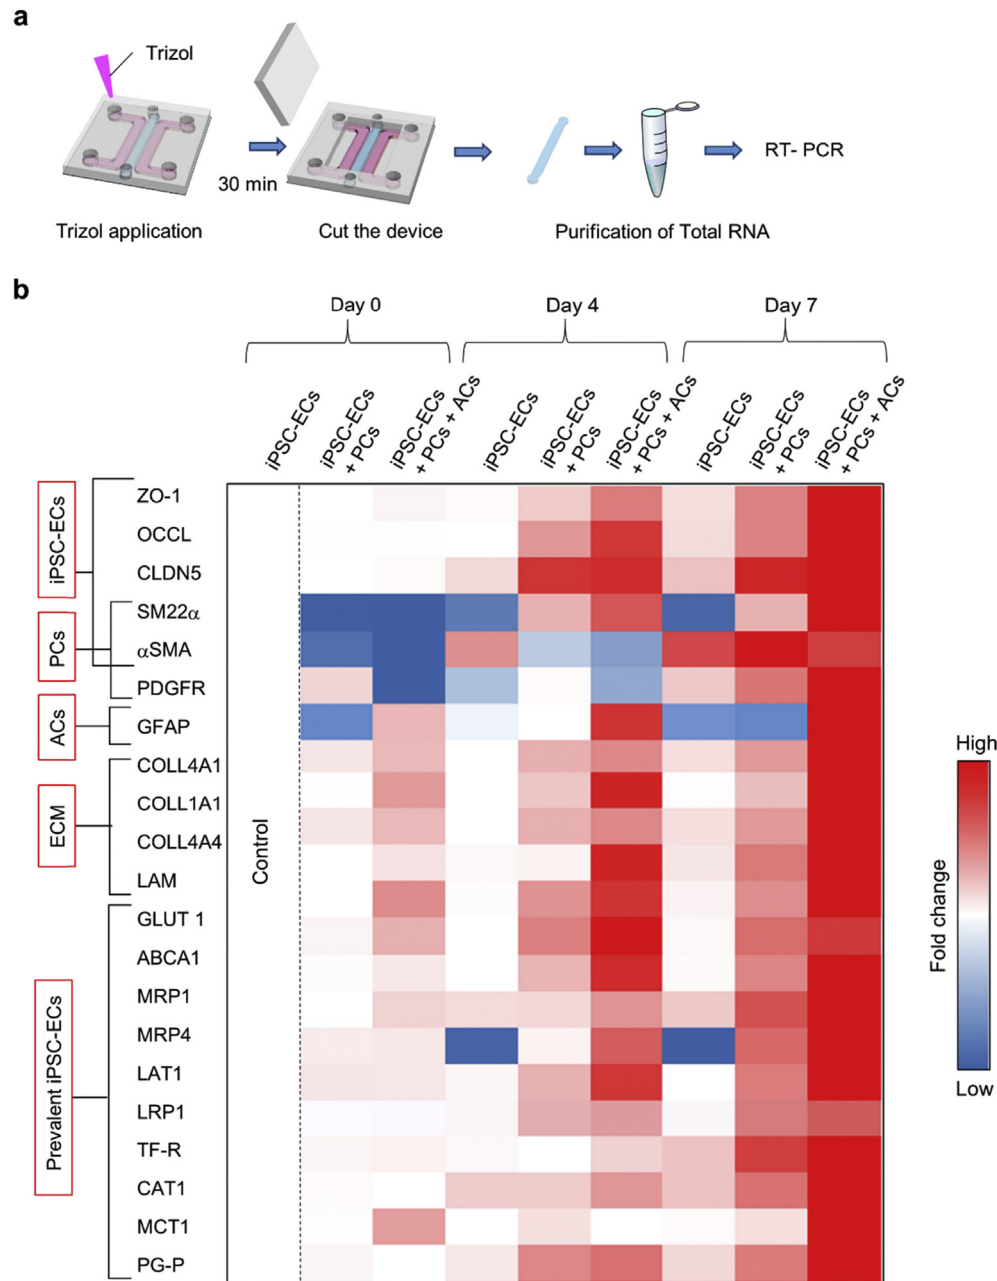 a
Trizol
30 min
RT- PCR
Trizol application
Cut the device
Purification of Total RNA
b
Day 0
Day 4
Day 7
iPSC-ECs
iPSC-ECs
+ PCs
iPSC-ECs
+ PCs + ACs
iPSC-ECs
iPSC-ECs
+ PCs
iPSC-ECs
+ PCs + ACs
iPSC-ECs
iPSC-ECs
+ PCs
iPSC-ECs
+ PCs + ACs
iPSC-ECs
PCs
ACs
ECM
Prevalent iPSC-ECs
ZO-1
OCCL
CLDN5
SM22α
αSMA
PDGFR
GFAP
COLL4A1
COLL1A1
COLL4A4
LAM
GLUT 1
ABCA1
MRP1
MRP4
LAT1
LRP1
TF-R
CAT1
MCT1
PG-P
Control
High
Fold change
Low